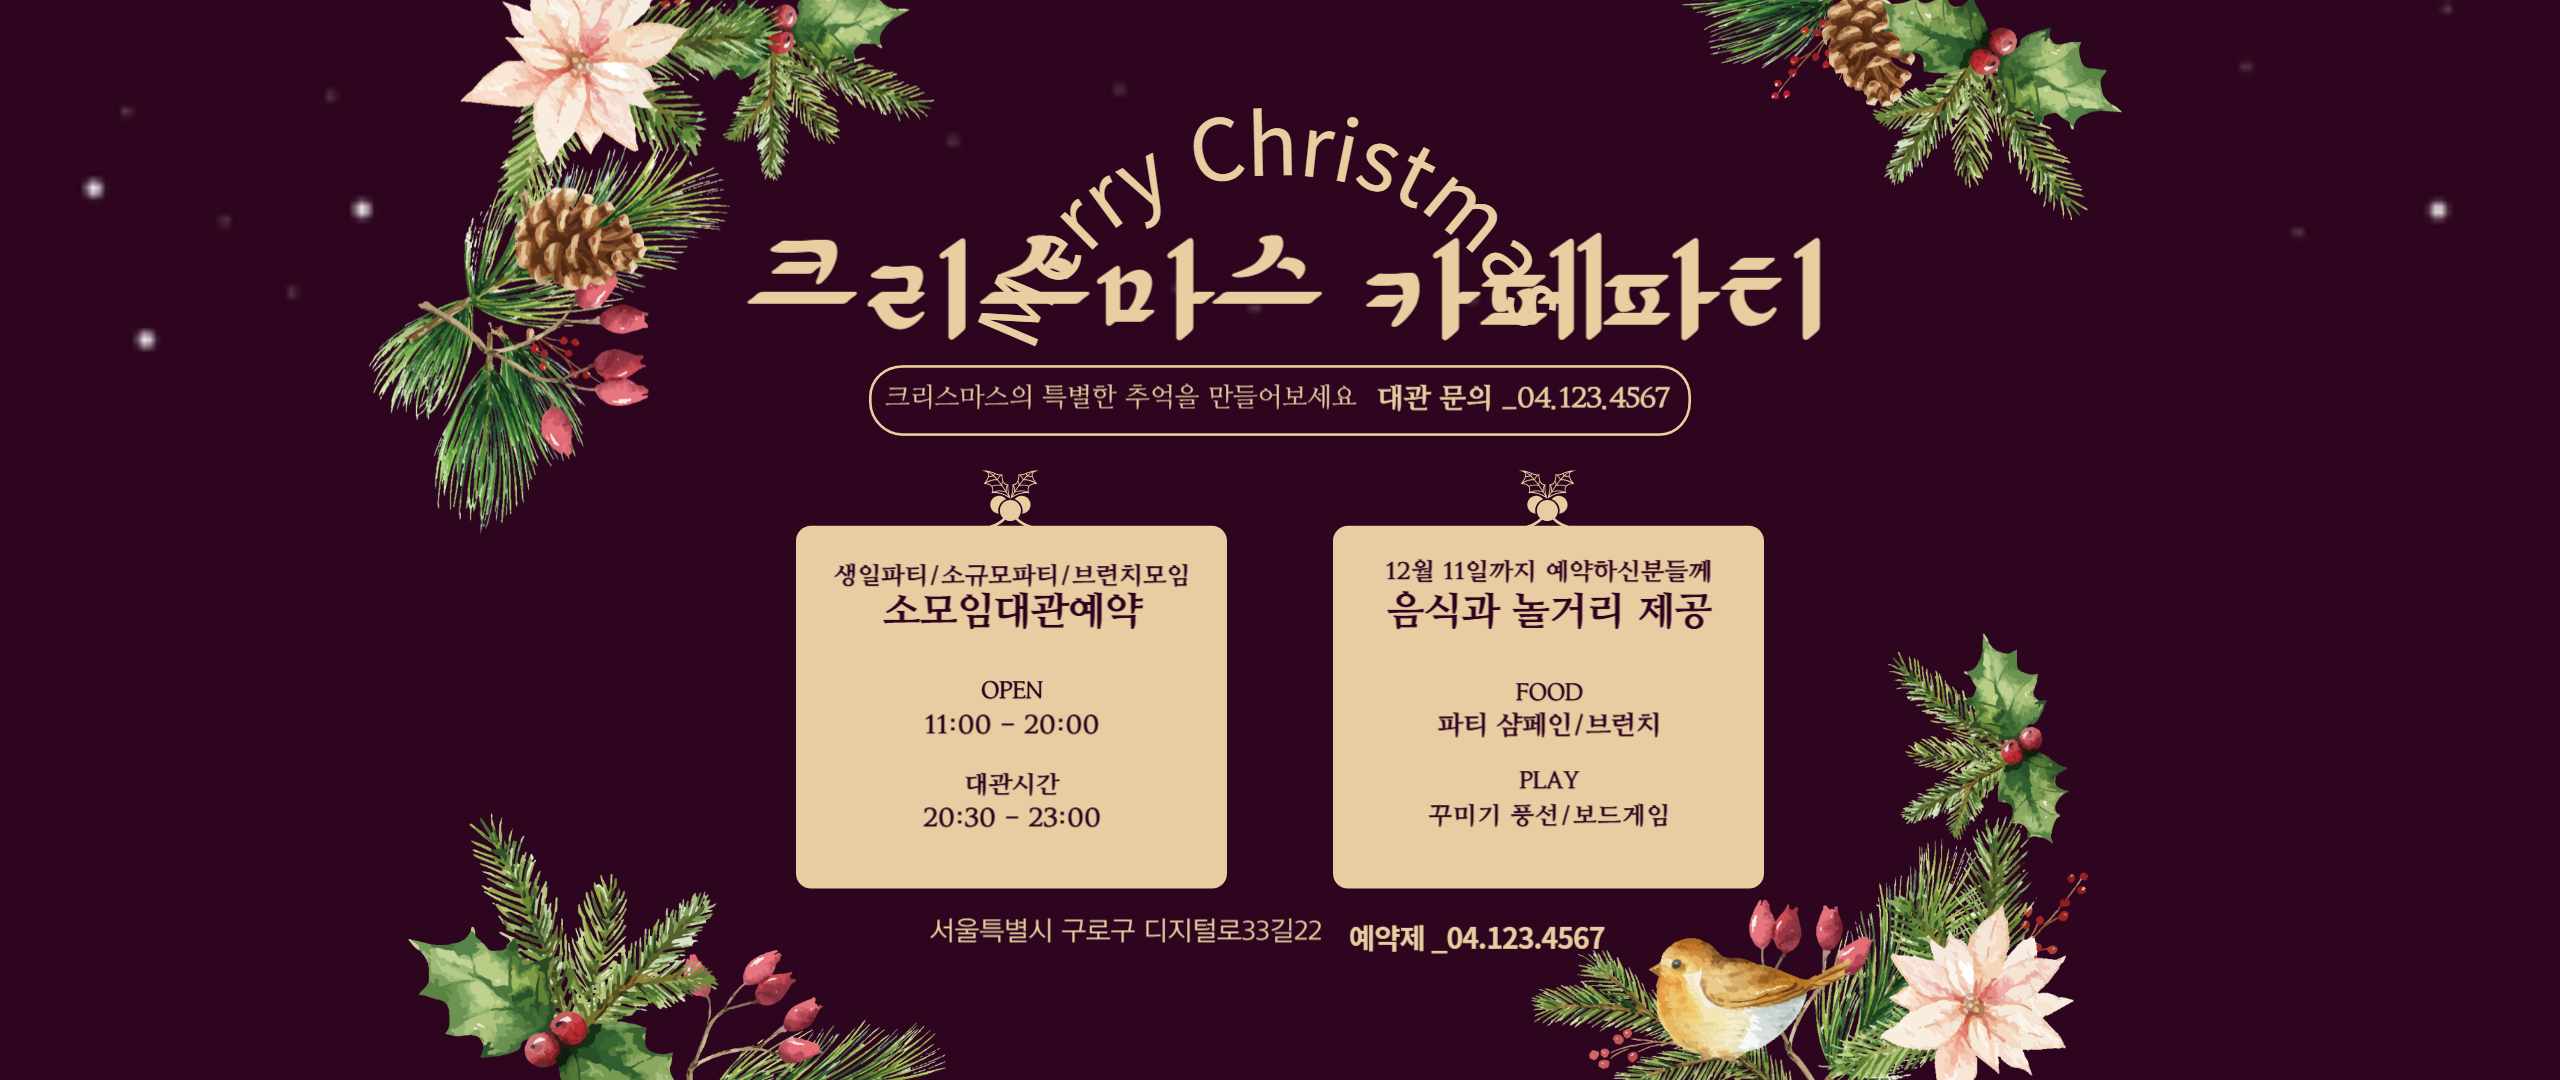 Merry Christmas
크리스마스 카페파티
크리스마스의 특별한 추억을 만들어보세요 대관 문의 _04.123.4567
생일파티/소규모파티/브런치모임
소모임대관예약
OPEN
11:00 - 20:00
대관시간
20:30 - 23:00
12월 11일까지 예약하신분들께
음식과 놀거리 제공
FOOD
파티 샴페인/브런치
PLAY
꾸미기 풍선/보드게임
서울특별시 구로구 디지털로33길22 예약제 _04.123.4567